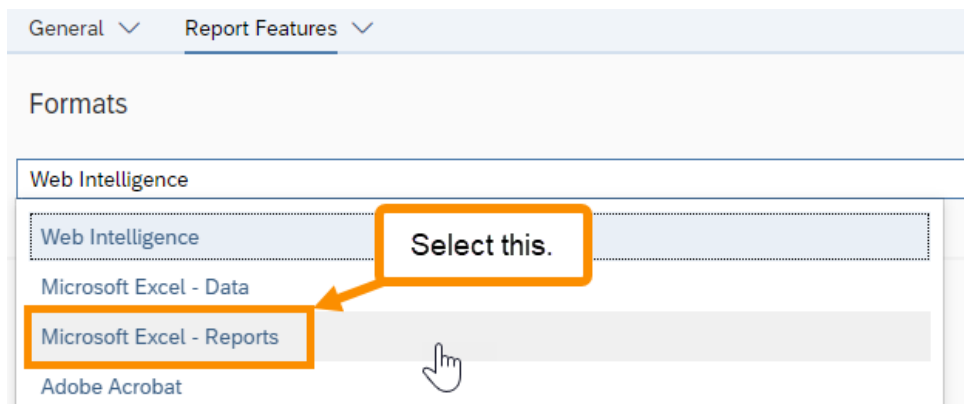 General Report Features
Formats
Web Intelligence
Web Intelligence
Select this.
Microsoft Excel - Data
Microsoft Excel - Reports
Adobe Acrobat